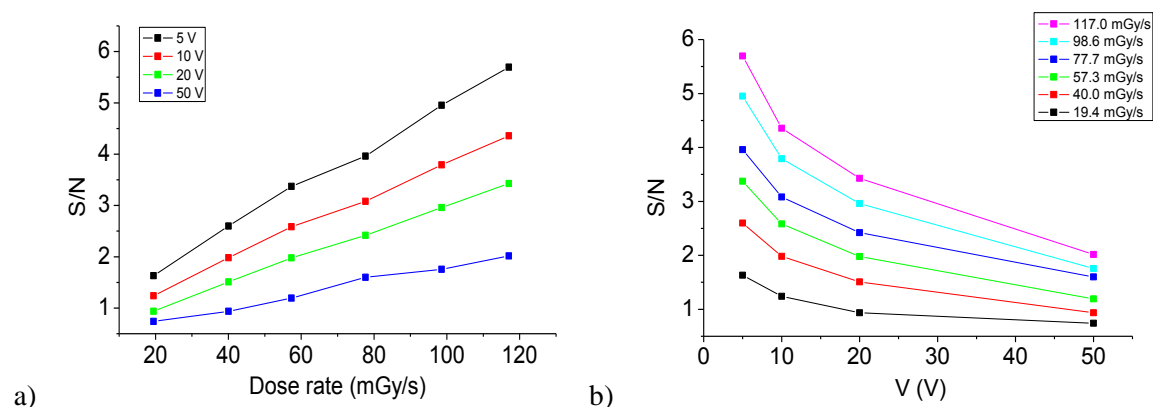 5 V
10 V
20 V
50 V
6
5
4
3
2
1
S/N
20 40 60 80 100 120
Dose rate (mGy/s)
a)
117.0 mGy/s
98.6 mGy/s
77.7 mGy/s
57.3 mGy/s
40.0 mGy/s
19.4 mGy/s
6
5
4
3
2
1
S/N
0 10 20 30 40 50
V (V)
b)